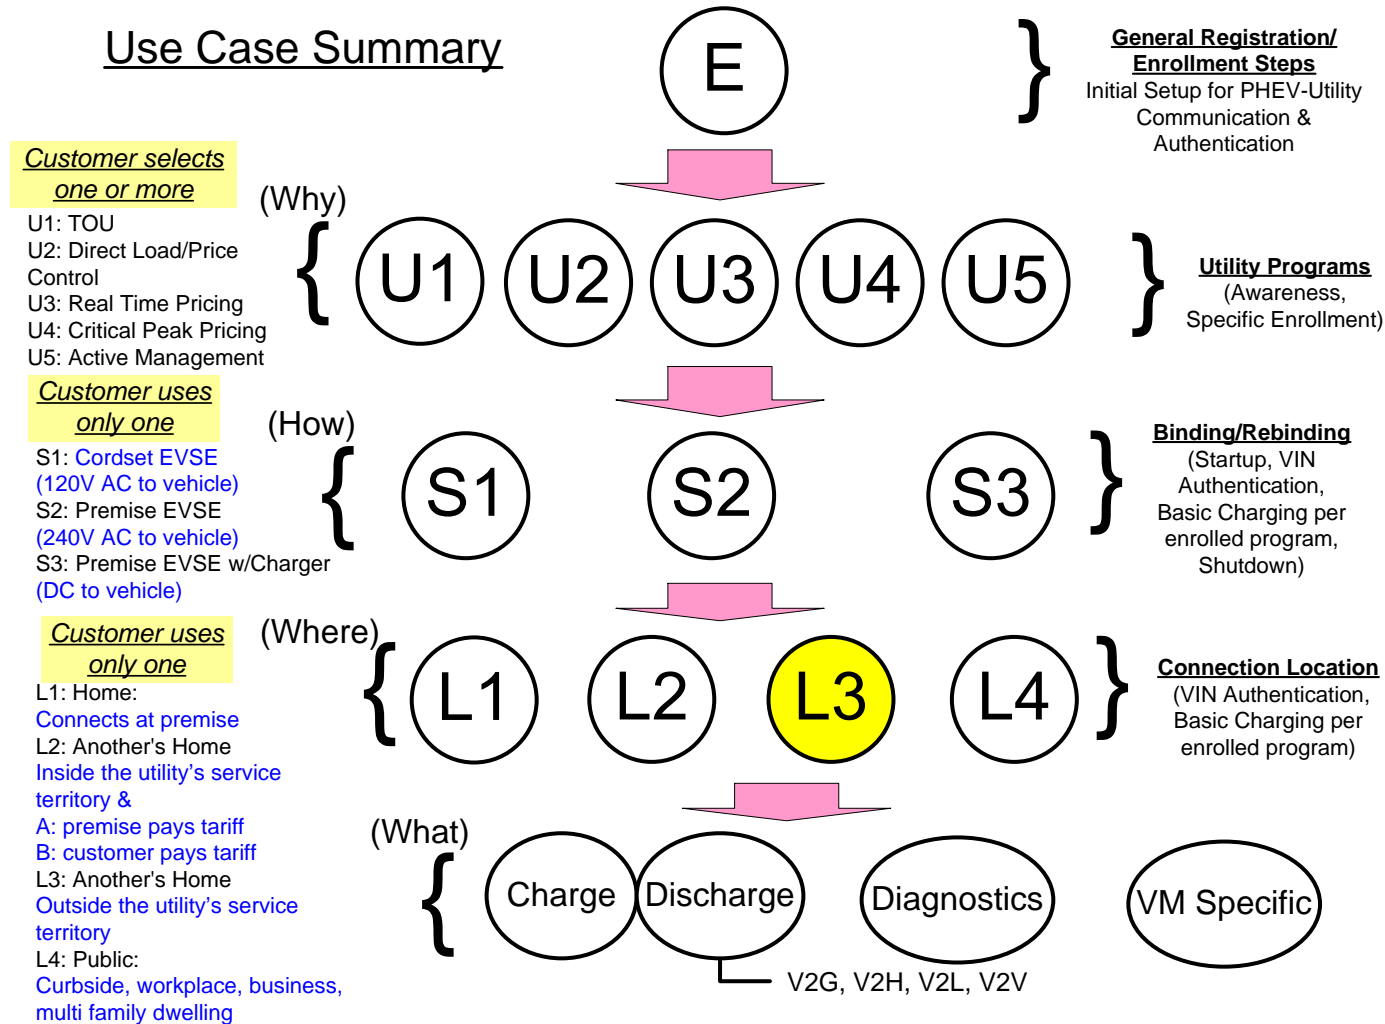 Use Case Summary
E
General Registration/
Enrollment Steps
Initial Setup for PHEV-Utility
Communication &
Authentication
Customer selects
one or more
(Why)
U1: TOU
U2: Direct Load/Price
Control
U3: Real Time Pricing
U4: Critical Peak Pricing
U5: Active Management
{
U1
U2
U3
U4
U5
}
Utility Programs
(Awareness,
Specific Enrollment)
Customer uses
only one
(How)
S1: Cordset EVSE
(120V AC to vehicle)
S2: Premise EVSE
(240V AC to vehicle)
S3: Premise EVSE w/Charger
(DC to vehicle)
{
S1
S2
S3
}
Binding/Rebinding
(Startup, VIN
Authentication,
Basic Charging per
enrolled program,
Shutdown)
Customer uses
only one
(Where)
L1: Home:
Connects at premise
L2: Another's Home
Inside the utility’s service
territory &
A: premise pays tariff
B: customer pays tariff
L3: Another's Home
Outside the utility’s service
territory
L4: Public:
Curbside, workplace, business,
multi family dwelling
{
L1
L2
L3
L4
}
Connection Location
(VIN Authentication,
Basic Charging per
enrolled program)
(What)
{
Charge
Discharge
Diagnostics
VM Specific
V2G, V2H, V2L, V2V